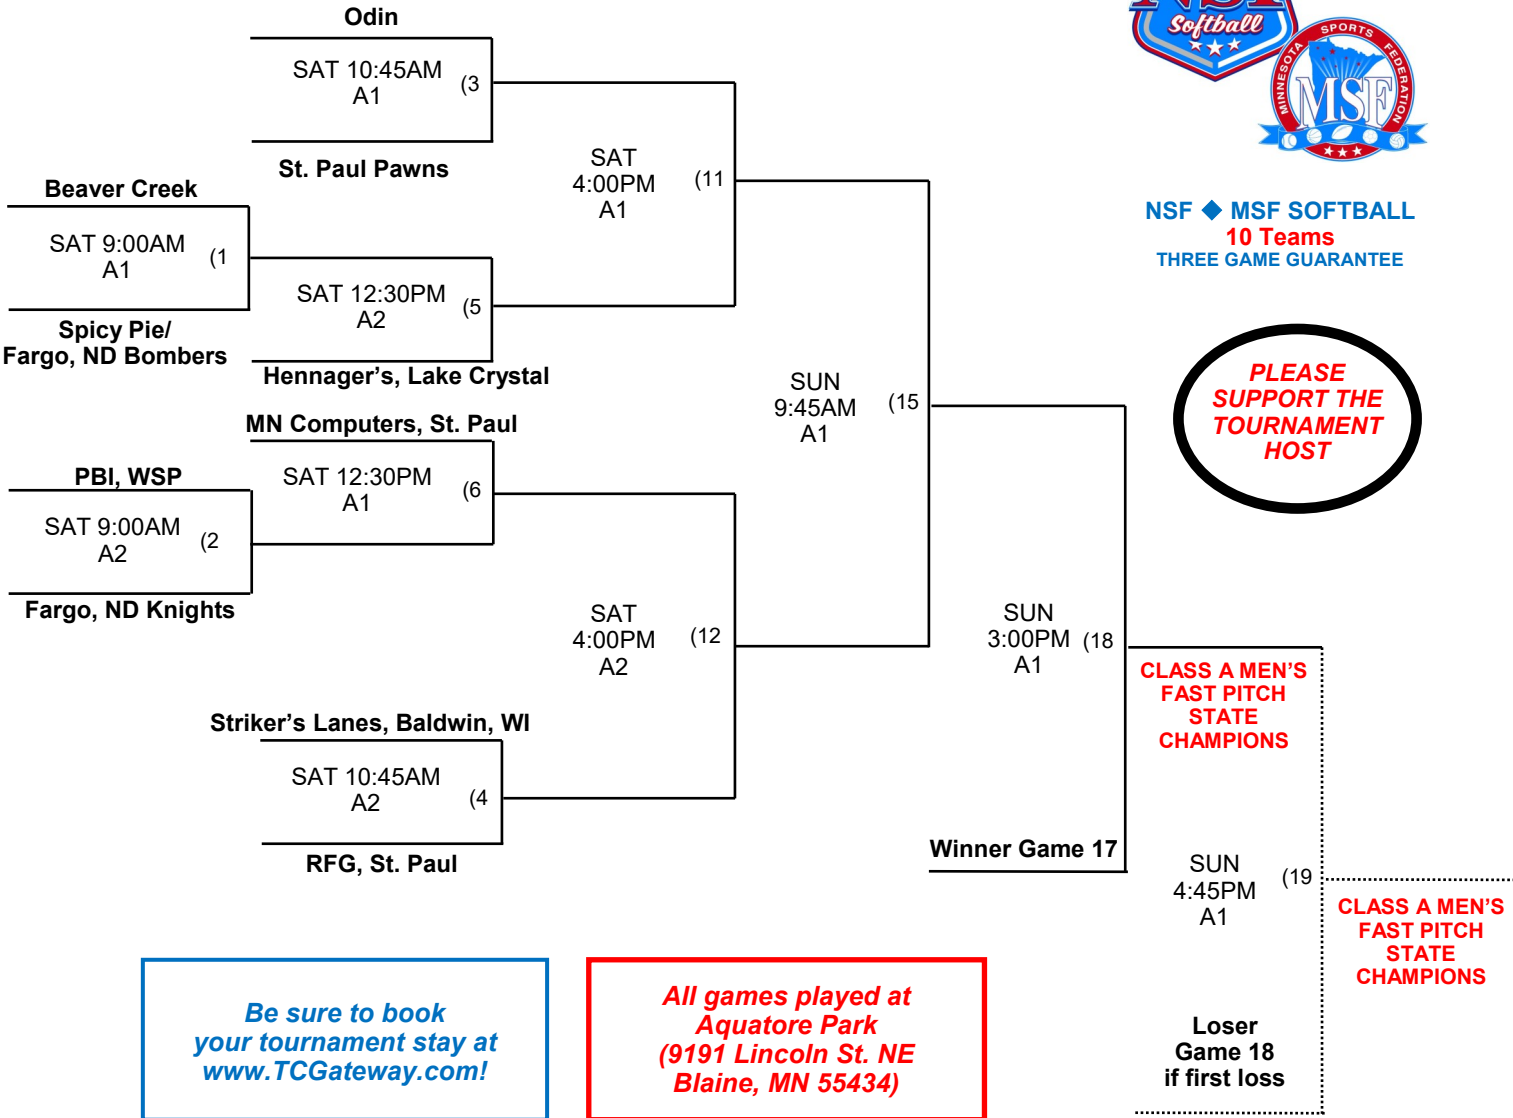 Odin
SAT 10:45AM
A1
(3
St. Paul Pawns
Beaver Creek
SAT 9:00AM
A1
(1
Spicy Pie/
Fargo, ND Bombers
SAT 12:30PM
A2
(5
Hennager's, Lake Crystal
SAT
4:00PM
A1
(11
MN Computers, St. Paul
SAT 12:30PM
A1
(6
PBI, WSP
SAT 9:00AM
A2
(2
Fargo, ND Knights
SAT
4:00PM
A2
(12
Striker's Lanes, Baldwin, WI
SAT 10:45AM
A2
(4
RFG, St. Paul
SUN
9:45AM
A1
(15
SUN
3:00PM
A1
(18
Winner Game 17
CLASS A MEN'S
FAST PITCH
STATE
CHAMPIONS
SUN
4:45PM
A1
(19
Loser
Game 18
if first loss
CLASS A MEN'S
FAST PITCH
STATE
CHAMPIONS
NSF
Softball
MINNESOTA SPORTS FEDERATION
MSF
NSF ◆ MSF SOFTBALL
10 Teams
THREE GAME GUARANTEE
PLEASE
SUPPORT THE
TOURNAMENT
HOST
Be sure to book
your tournament stay at
www.TCGateway.com!
All games played at
Aquatore Park
(9191 Lincoln St. NE
Blaine, MN 55434)